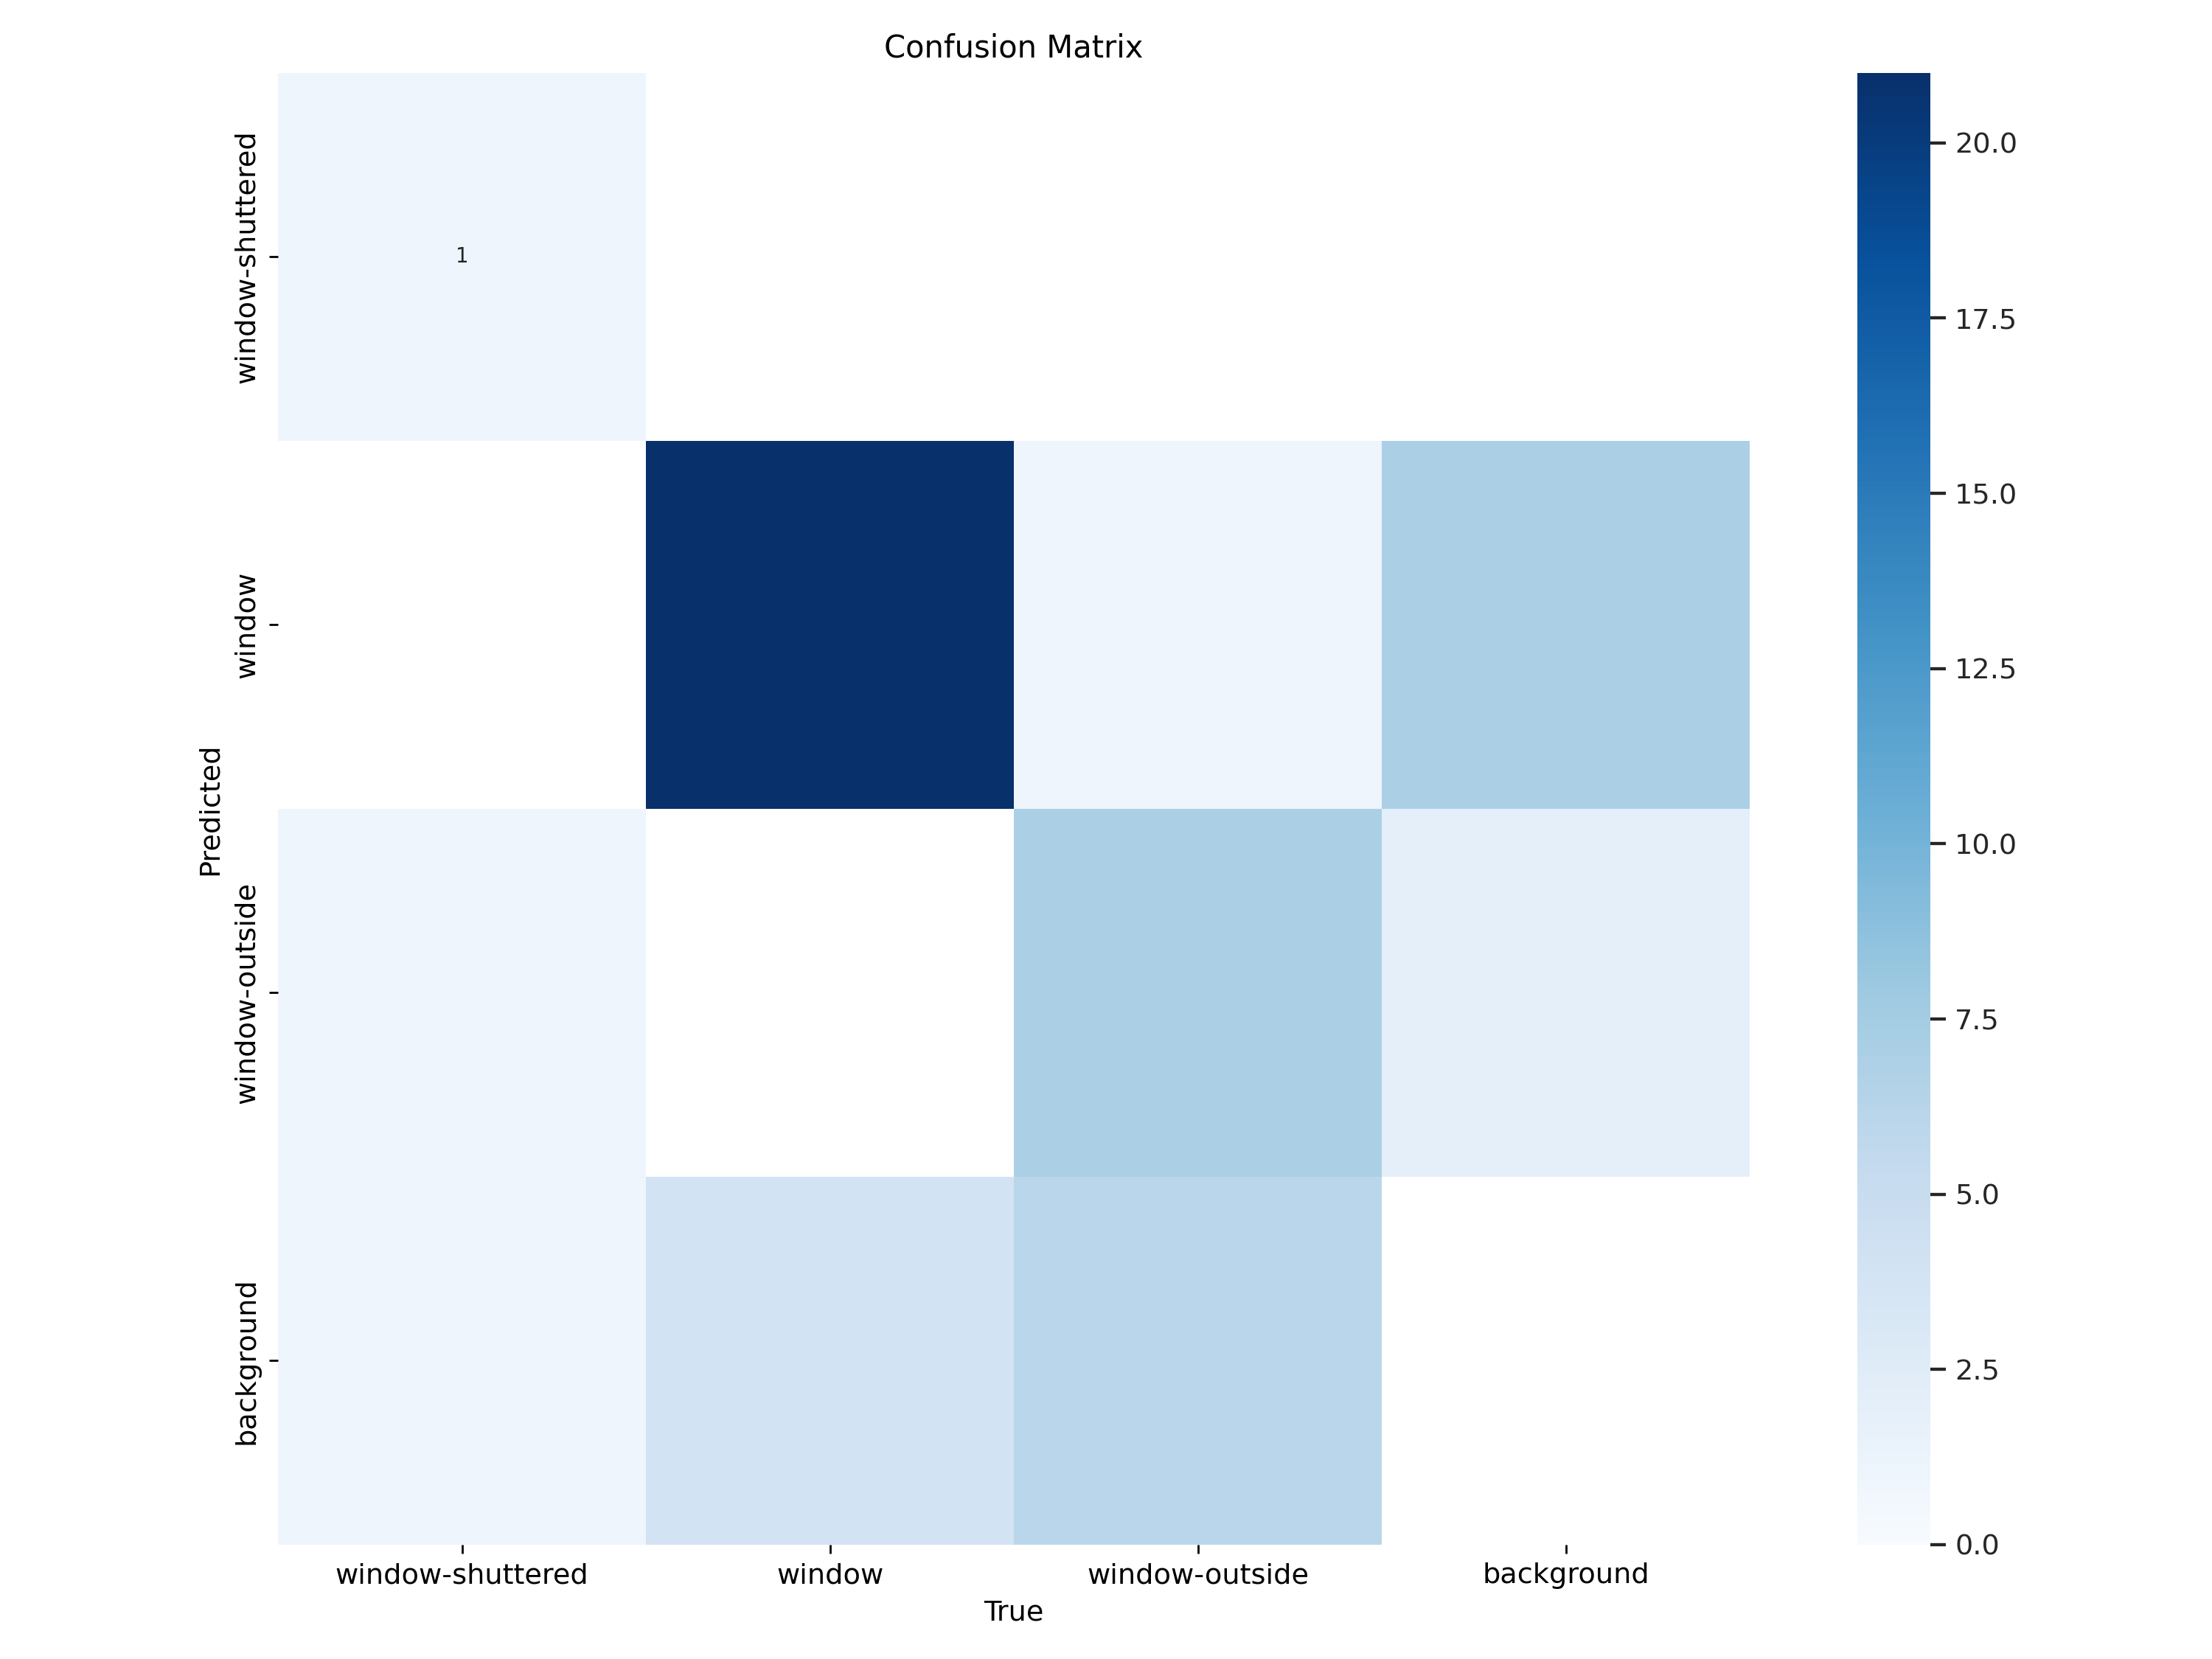 Confusion Matrix
window-shuttered
window
window-outside
background
Predicted
1
window-shuttered
window
window-outside
background
True
20.0
17.5
15.0
12.5
10.0
7.5
5.0
2.5
0.0